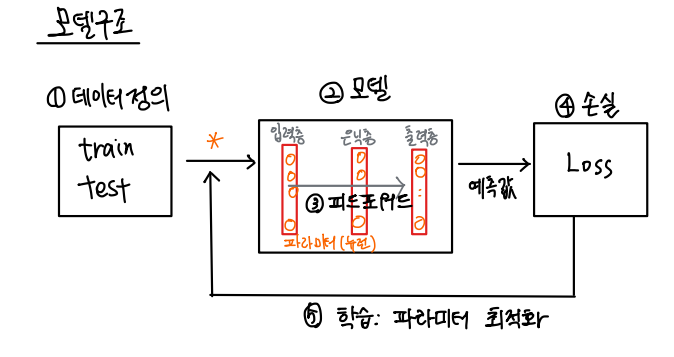 모델구조
① 데이터정의
train
test
*
② 모델
입력층
은닉층
출력층
③ 피드포워드
파라미터(뉴런)
예측값
④ 손실
Loss
⑤ 학습: 파라미터 최적화